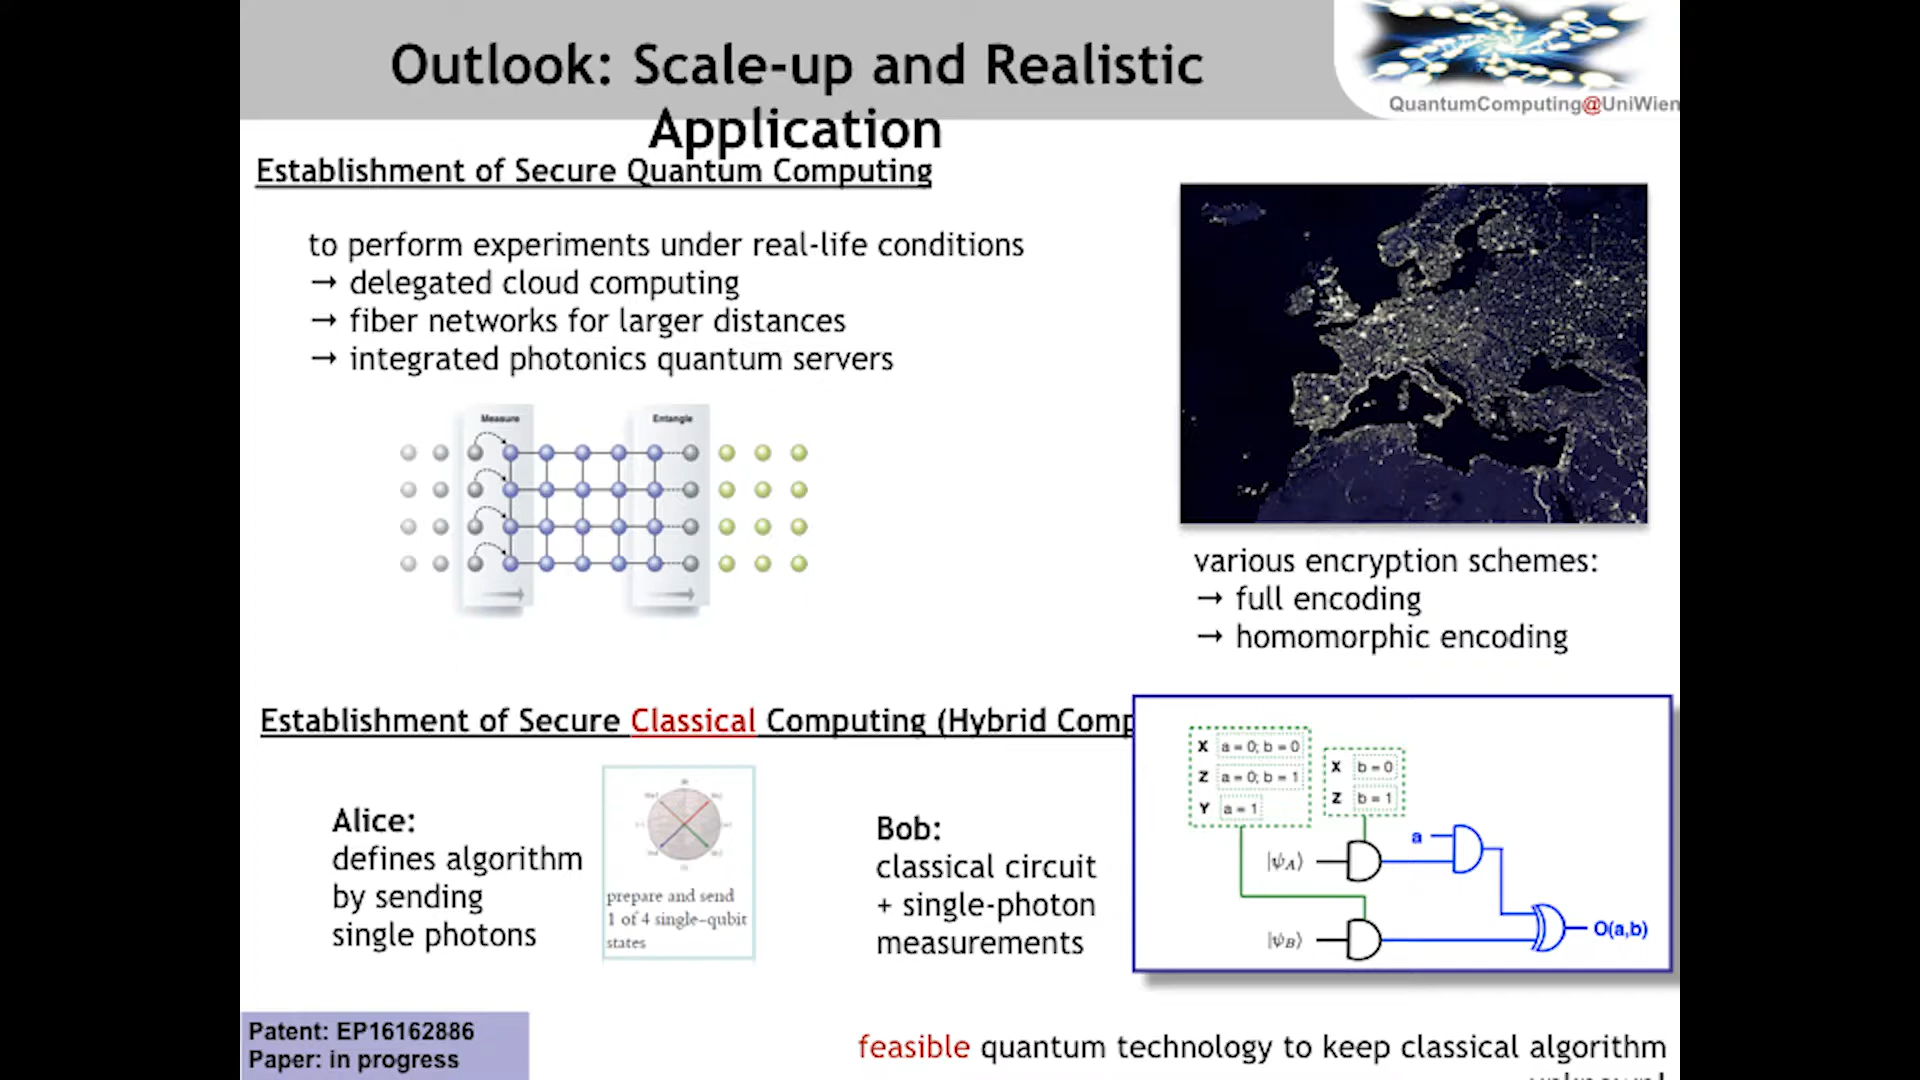 Outlook: Scale-up and Realistic
Application
QuantumComputing@UniWien
Establishment of Secure Quantum Computing
to perform experiments under real-life conditions
→ delegated cloud computing
→ fiber networks for larger distances
→ integrated photonics quantum servers
Measure
Entangle
various encryption schemes:
→ full encoding
→ homomorphic encoding
Establishment of Secure Classical Computing (Hybrid Comp
Alice:
defines algorithm
by sending
single photons
prepare and send
1 of 4 single-qubit
states
Bob:
classical circuit
+ single-photon
measurements
X a = 0; b = 0
Z a = 0; b = 1
Y a = 1
X b = 0
Z b = 1
a
|ψA⟩
|ψB⟩
O(a,b)
Patent: EP16162886
Paper: in progress
feasible quantum technology to keep classical algorithm